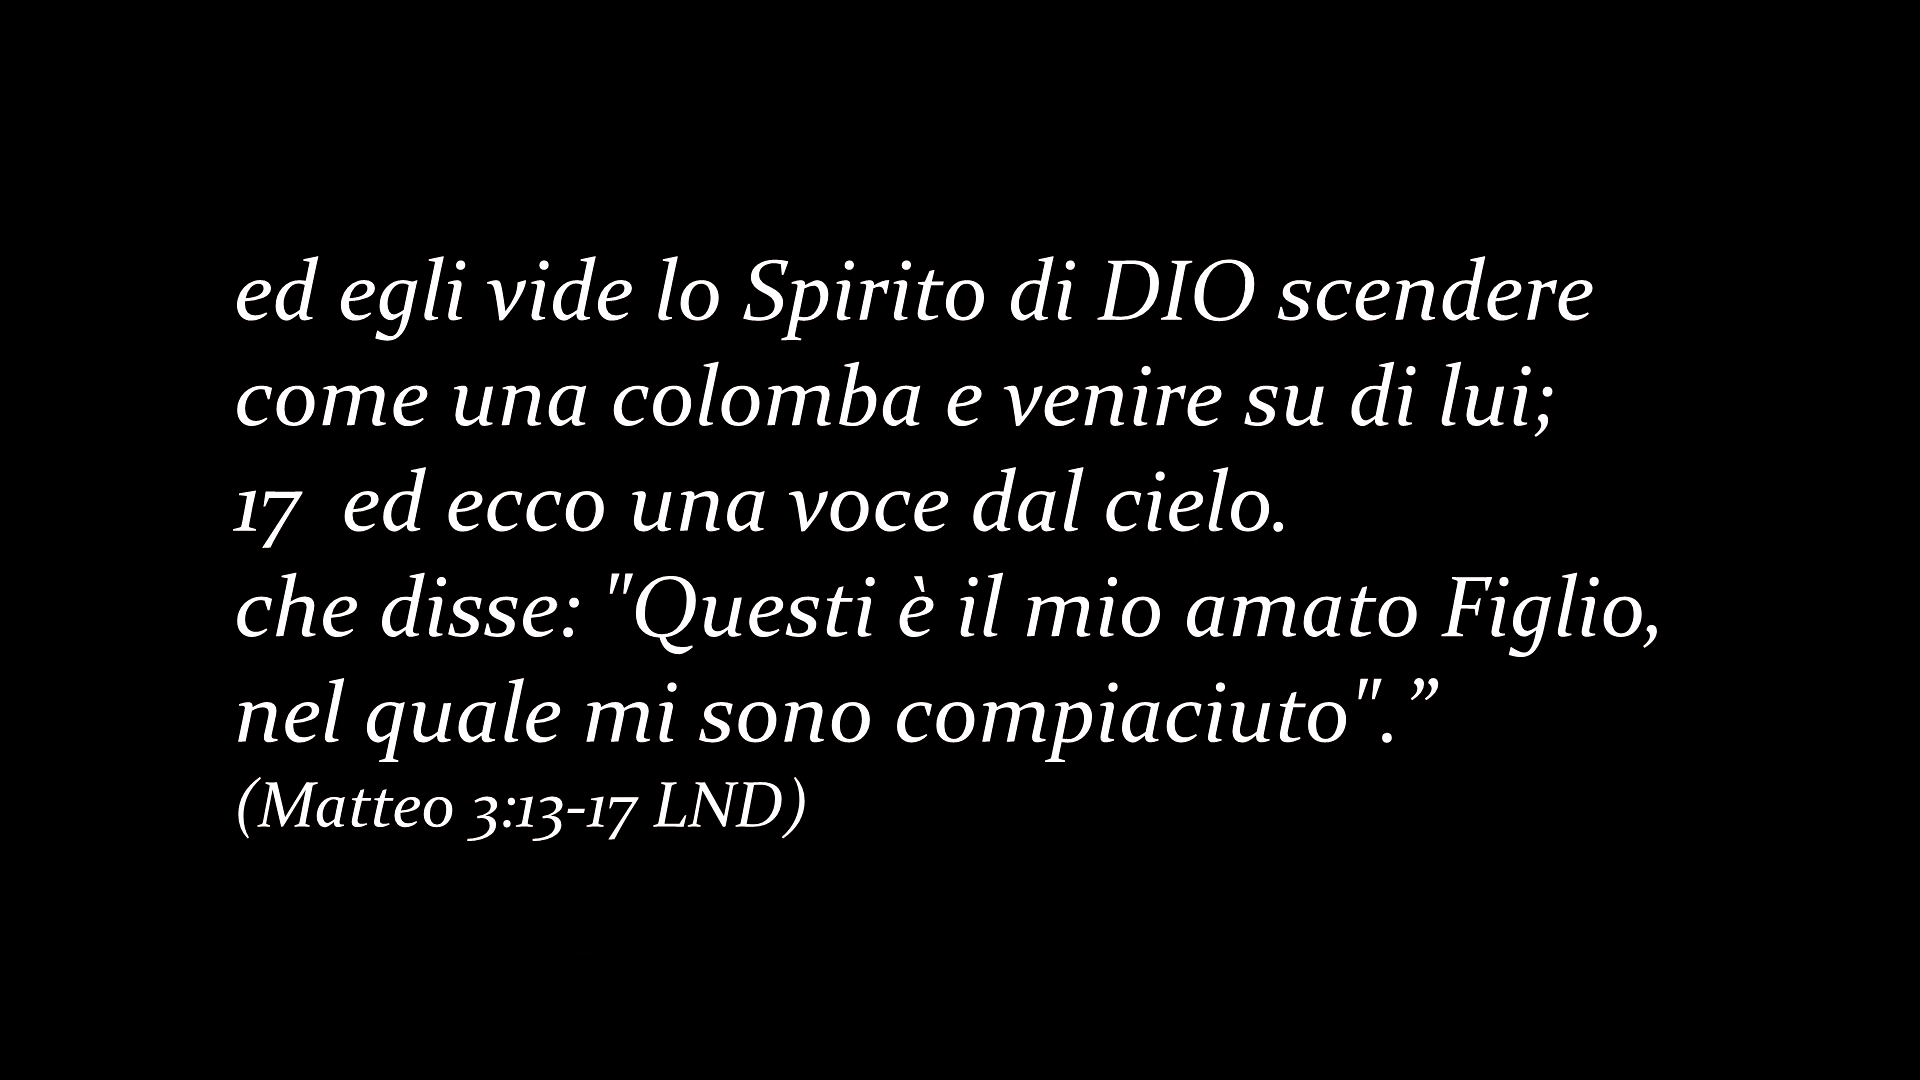 ed egli vide lo Spirito di DIO scendere
come una colomba e venire su di lui;
17  ed ecco una voce dal cielo.
che disse: "Questi è il mio amato Figlio,
nel quale mi sono compiaciuto".”
(Matteo 3:13-17 LND)